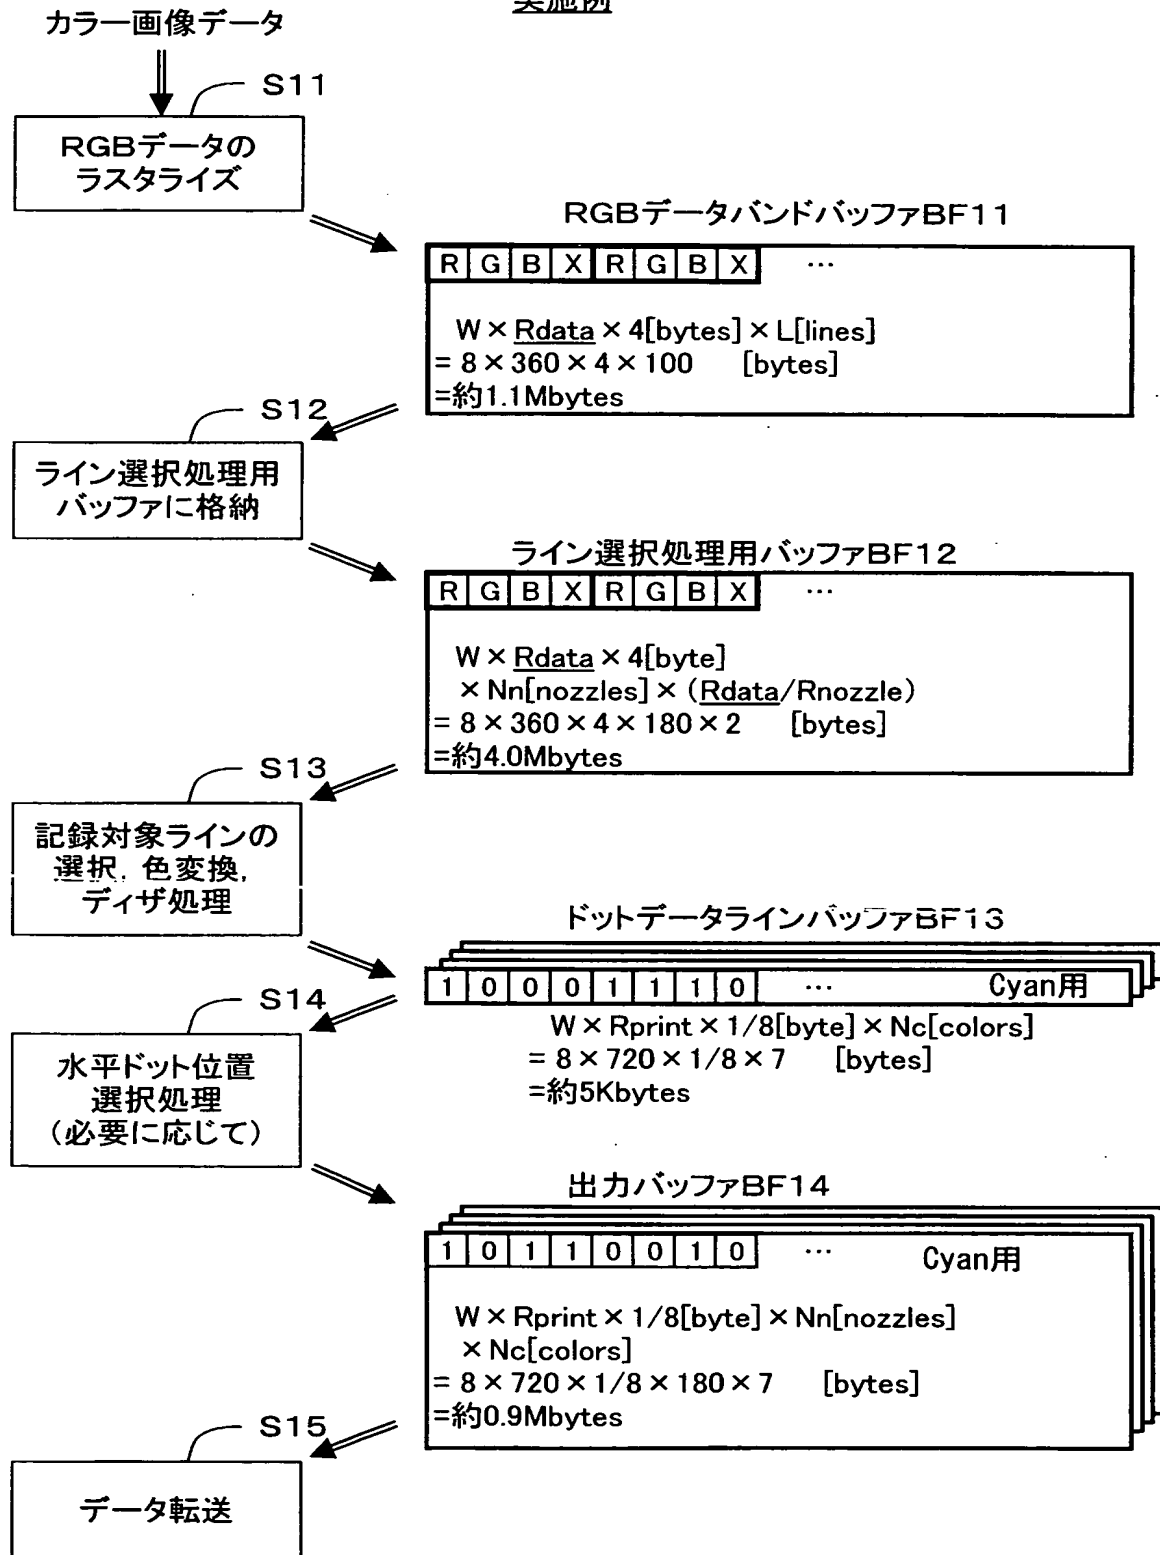 実施例
カラー画像データ
S11
RGBデータの
ラスタライズ
RGBデータバンドバッファBF11
R G B X R G B X …
W×Rdata×4[bytes]×L[lines]
=8×360×4×100 [bytes]
=約1.1Mbytes
S12
ライン選択処理用
バッファに格納
ライン選択処理用バッファBF12
R G B X R G B X …
W×Rdata×4[byte]
×Nn[nozzles]×(Rdata/Rnozzle)
=8×360×4×180×2 [bytes]
=約4.0Mbytes
S13
記録対象ラインの
選択,色変換,
ディザ処理
ドットデータラインバッファBF13
1 0 0 0 1 1 1 0 … Cyan用
W×Rprint×1/8[byte]×Nc[colors]
=8×720×1/8×7 [bytes]
=約5Kbytes
S14
水平ドット位置
選択処理
(必要に応じて)
出力バッファBF14
1 0 1 1 0 0 1 0 … Cyan用
W×Rprint×1/8[byte]×Nn[nozzles]
×Nc[colors]
=8×720×1/8×180×7 [bytes]
=約0.9Mbytes
S15
データ転送